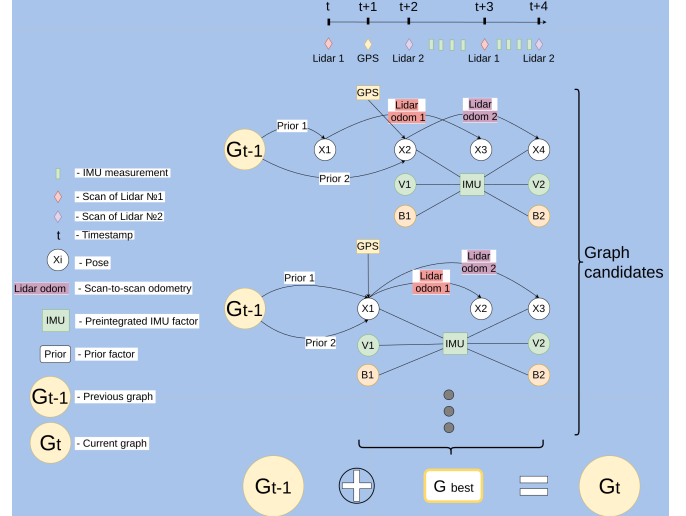 t t+1 t+2 t+3 t+4
Lidar 1 GPS Lidar 2 Lidar 1 Lidar 2
GPS
Lidar
odom 1
Lidar
odom 2
Prior 1
Gt-1
X1 X2 X3 X4
Prior 2
V1 IMU V2
B1 B2
- IMU measurement
- Scan of Lidar №1
- Scan of Lidar №2
t - Timestamp
Xi - Pose
Lidar odom - Scan-to-scan odometry
IMU - Preintegrated IMU factor
Prior - Prior factor
Gt-1 - Previous graph
Gt - Current graph
GPS
Lidar
odom 2
Lidar
odom 1
Prior 1
Gt-1
X1 X2 X3
Prior 2
V1 IMU V2
B1 B2
Graph
candidates
Gt-1 G best Gt